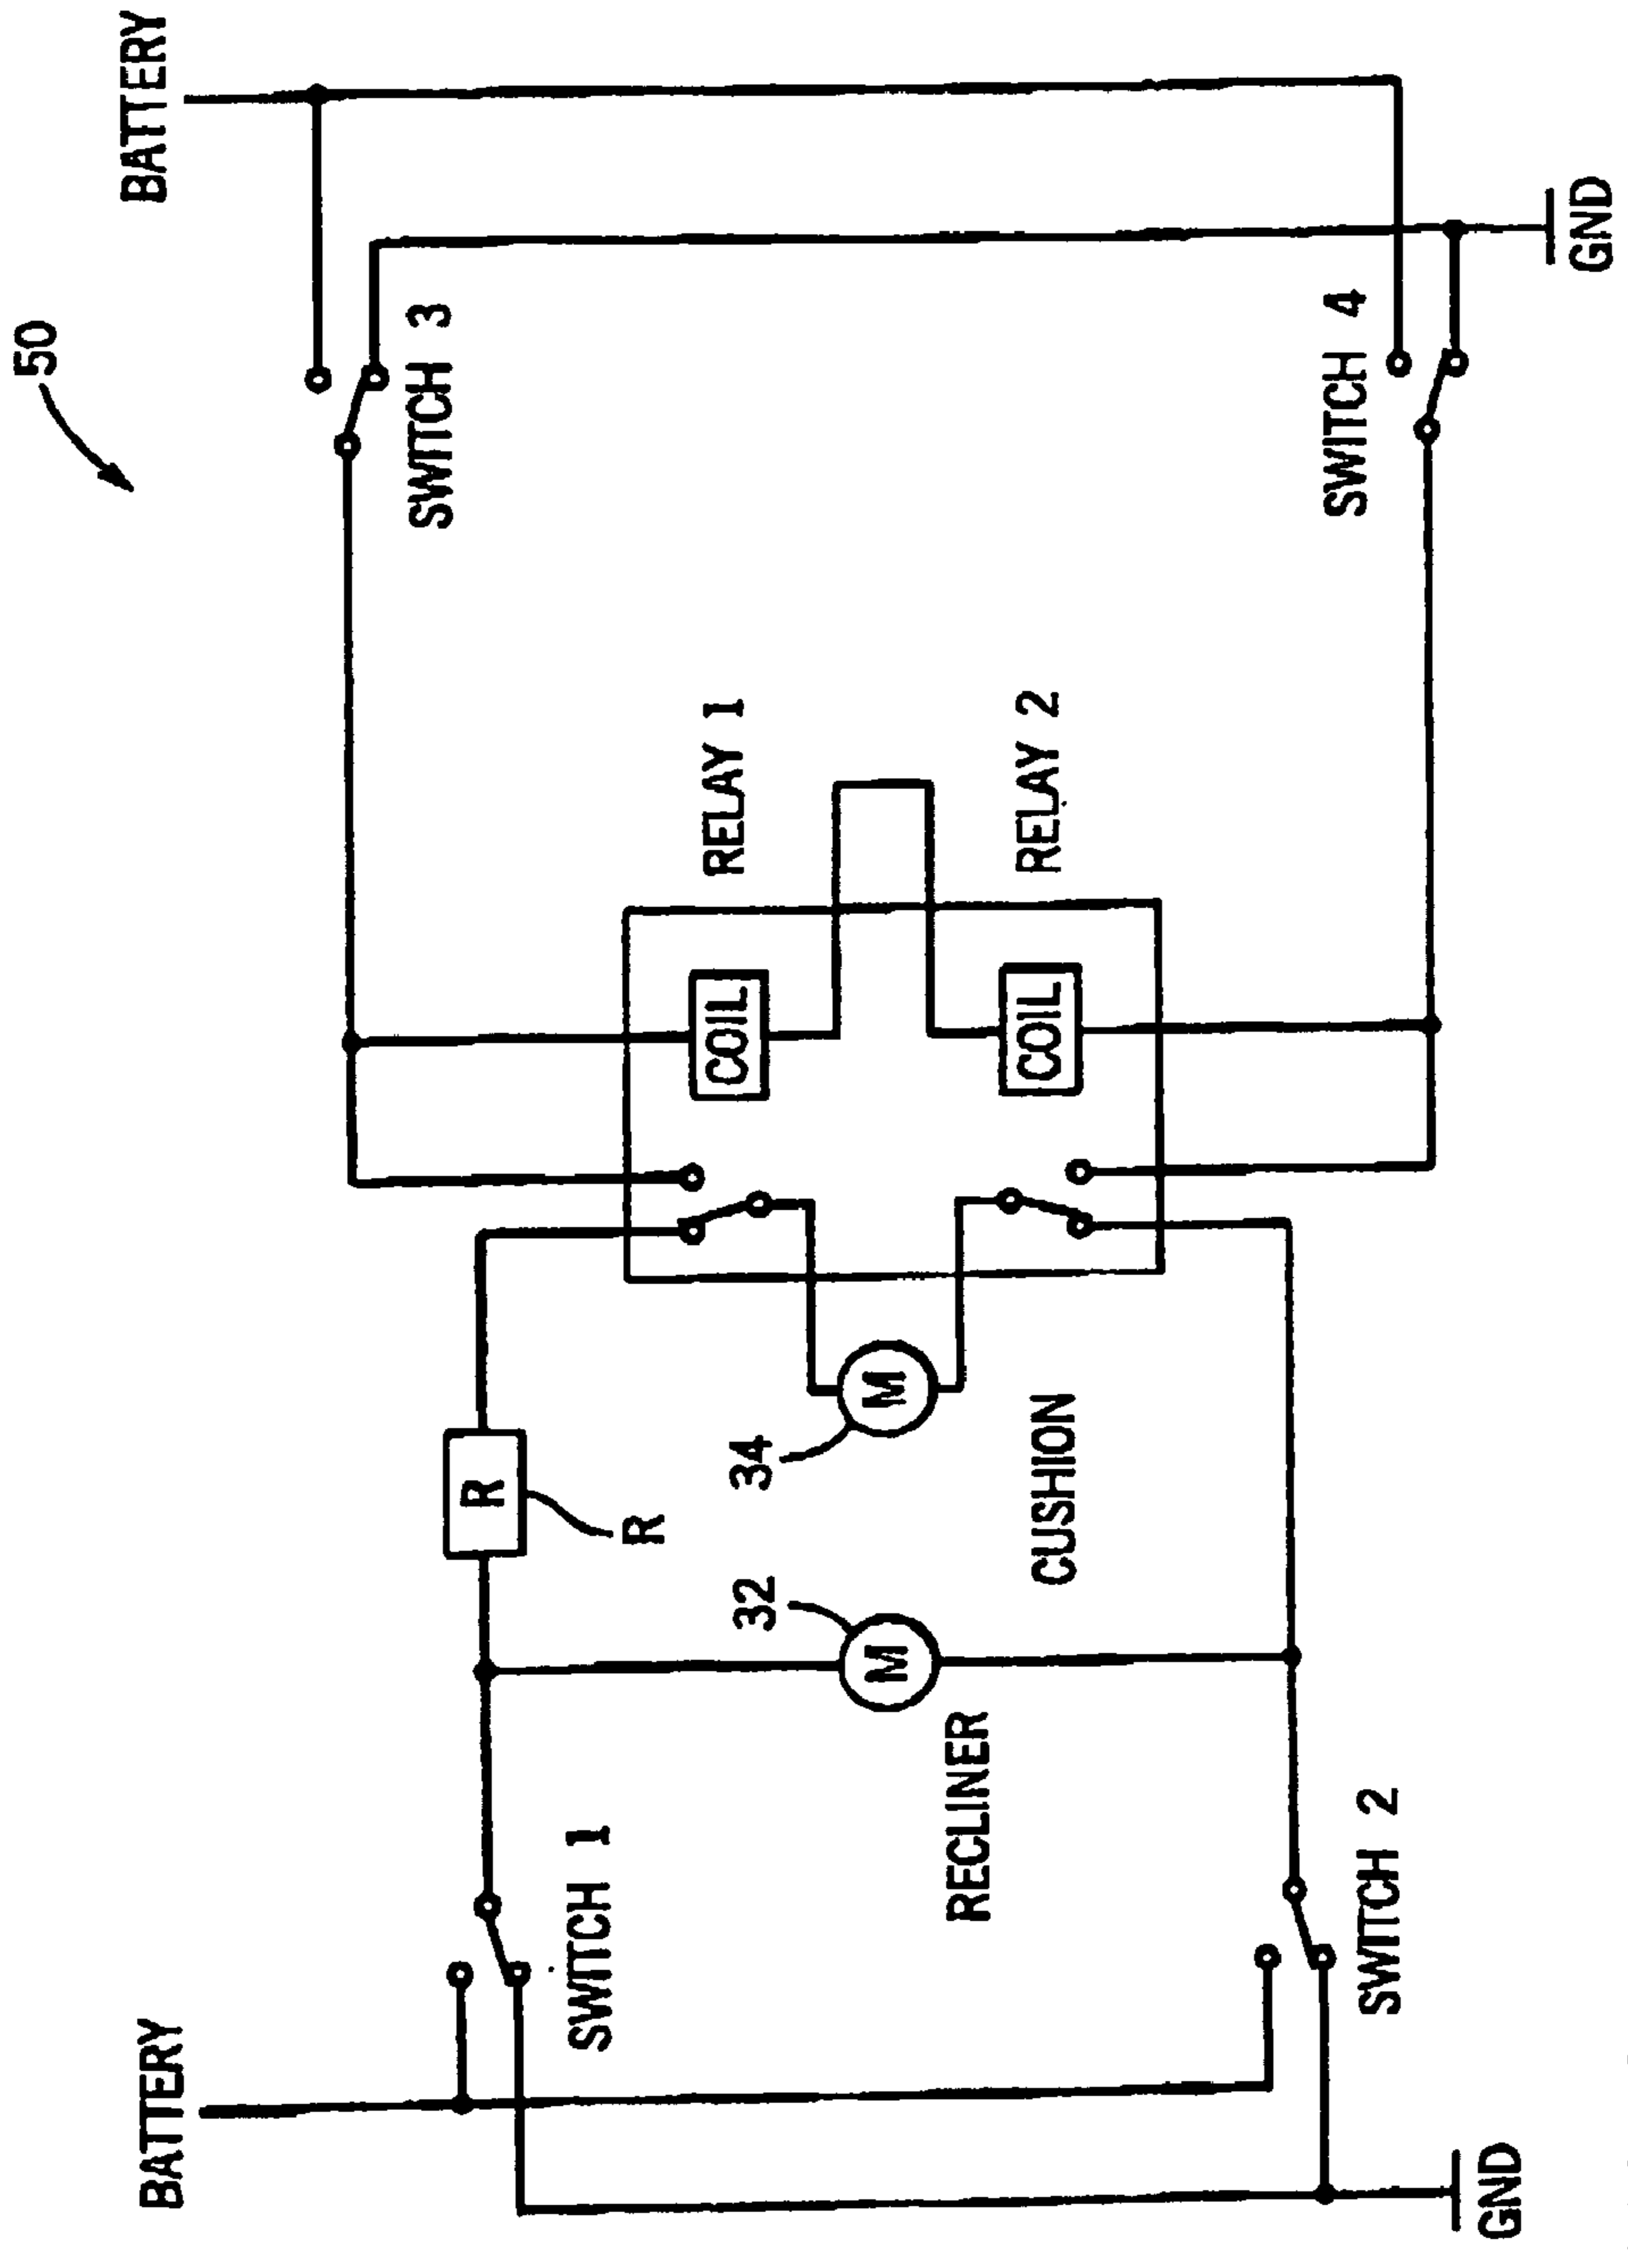 50
BATTERY
BATTERY
SWITCH 1
SWITCH 3
R
R
RELAY 1
COIL
32
34
M
M
RECLINER
CUSHION
COIL
RELAY 2
SWITCH 2
SWITCH 4
GND
GND